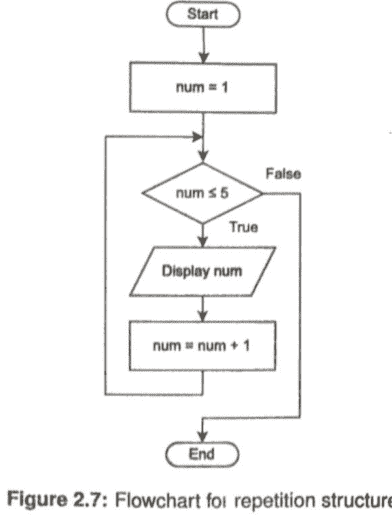 Start
num = 1
num ≤ 5
False
True
Display num
num = num + 1
End
Figure 2.7: Flowchart for repetition structure